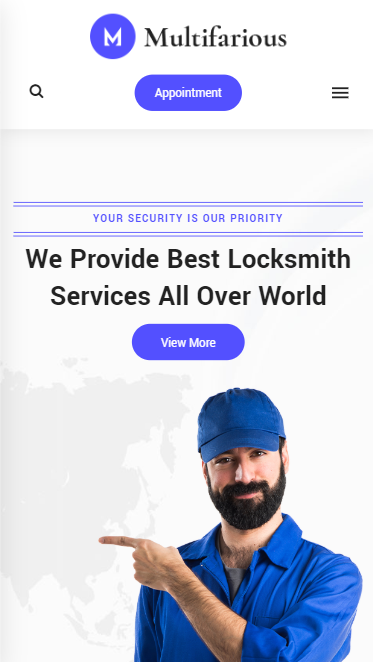 M Multifarious
Appointment
YOUR SECURITY IS OUR PRIORITY
We Provide Best Locksmith
Services All Over World
View More